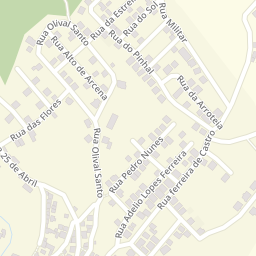 Rua Olival Santo
Rua da Estre
Rua do Sol
Rua Militar
Rua do Pinhal
Rua Alto de Arcena
Rua da Arroteia
Rua das Flores
Rua Olival Santo
25 de Abril
Rua Pedro Nunes
Rua Adelio Lopes Ferreira
Rua ferreira de Castro